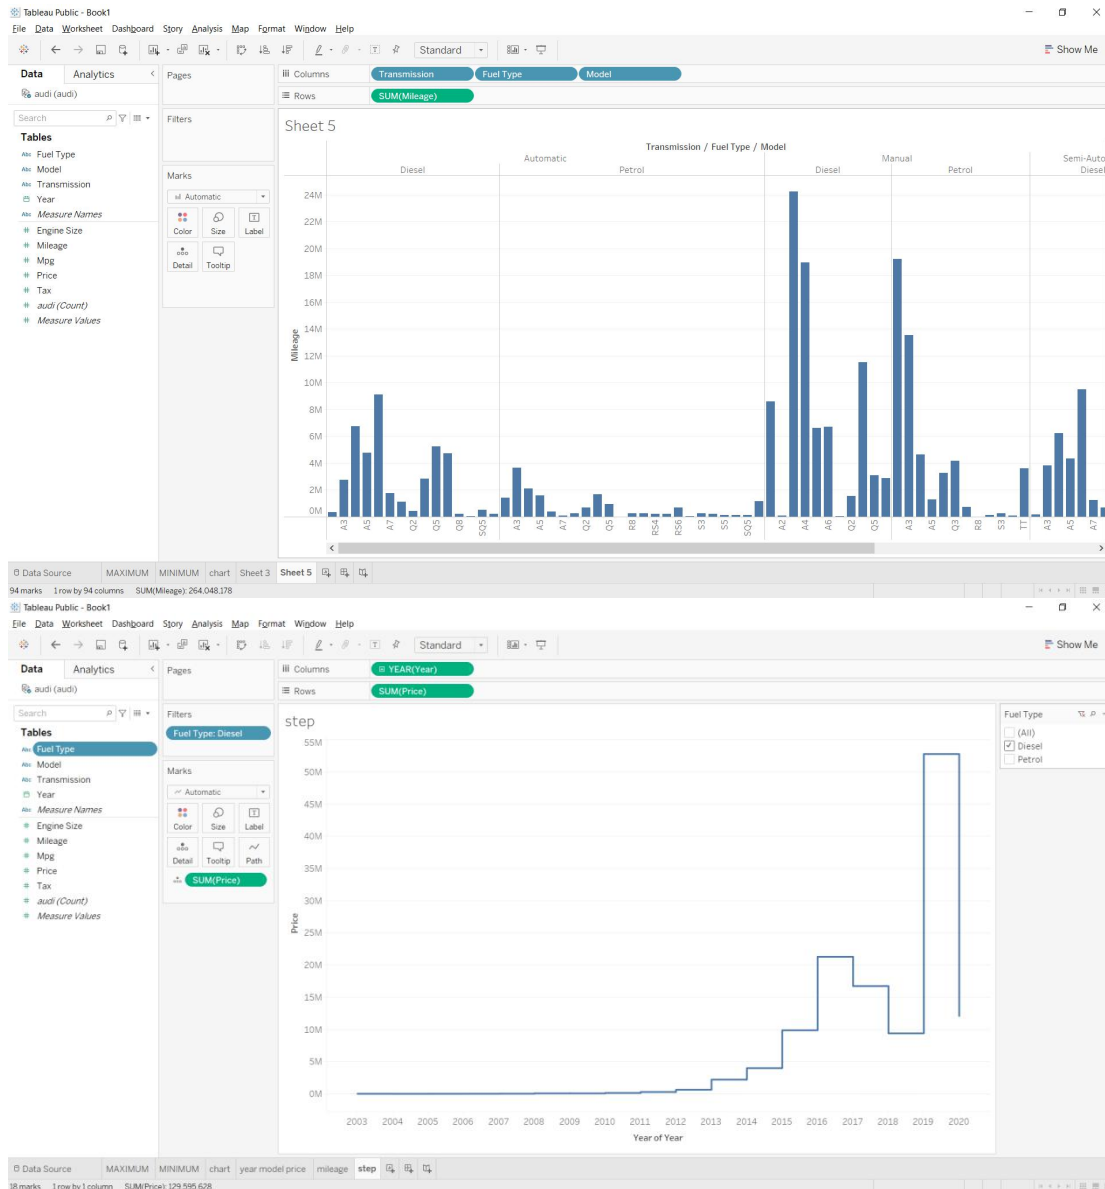 Tableau Public - Book1
File Data Worksheet Dashboard Story Analysis Map Format Window Help
Standard
Show Me
Data Analytics
Pages
Columns Transmission Fuel Type Model
audi (audi)
Rows SUM(Mileage)
Search
Filters
Sheet 5
Tables
Fuel Type
Model
Transmission
Year
Measure Names
Engine Size
Mileage
Mpg
Price
Tax
audi (Count)
Measure Values
Marks
Automatic
Color Size Label
Detail Tooltip
Transmission / Fuel Type / Model
Automatic Manual Semi-Auto
Diesel Petrol Diesel Petrol Diesel
24M
22M
20M
18M
16M
14M
12M
10M
8M
6M
4M
2M
0M
Mileage
A3 A5 A7 Q2 Q5 Q8 SQ5 A3 A5 A7 Q2 Q5 R8 RS4 RS6 S3 S5 SQ5 A2 A4 A6 Q2 Q5 A3 A5 Q3 R8 S3 TT A3 A5 A7
Data Source MAXIMUM MINIMUM chart Sheet 3 Sheet 5
94 marks 1 row by 94 columns SUM(Mileage): 264,048,178
Tableau Public - Book1
File Data Worksheet Dashboard Story Analysis Map Format Window Help
Standard
Show Me
Data Analytics
Pages
Columns YEAR(Year)
audi (audi)
Rows SUM(Price)
Search
Filters
Fuel Type: Diesel
step
Fuel Type
(All)
Diesel
Petrol
Tables
Fuel Type
Model
Transmission
Year
Measure Names
Engine Size
Mileage
Mpg
Price
Tax
audi (Count)
Measure Values
Marks
Automatic
Color Size Label
Detail Tooltip Path
SUM(Price)
55M
50M
45M
40M
35M
30M
25M
20M
15M
10M
5M
0M
Price
2003 2004 2005 2006 2007 2008 2009 2010 2011 2012 2013 2014 2015 2016 2017 2018 2019 2020
Year of Year
Data Source MAXIMUM MINIMUM chart year model price mileage step
18 marks 1 row by 1 column SUM(Price): 129,595,628